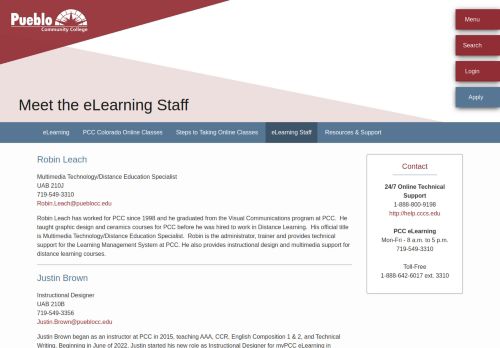 Pueblo
Community College
Menu
Search
Login
Apply
Meet the eLearning Staff
eLearning
PCC Colorado Online Classes
Steps to Taking Online Classes
eLearning Staff
Resources & Support
Robin Leach
Multimedia Technology/Distance Education Specialist
UAB 210J
719-549-3310
Robin.Leach@pueblocc.edu
Robin Leach has worked for PCC since 1998 and he graduated from the Visual Communications program at PCC. He
taught graphic design and ceramics courses for PCC before he was hired to work in Distance Learning. His official title
is Multimedia Technology/Distance Education Specialist. Robin is the administrator, trainer and provides technical
support for the Learning Management System at PCC. He also provides instructional design and multimedia support for
distance learning courses.
Justin Brown
Instructional Designer
UAB 210B
719-549-3356
Justin.Brown@pueblocc.edu
Justin Brown began as an instructor at PCC in 2015, teaching AAA, CCR, English Composition 1 & 2, and Technical
Writing. Beginning in June of 2022, Justin started his new role as Instructional Designer for myPCC eLearning in
Contact
24/7 Online Technical
Support
1-888-800-9198
http://help.cccs.edu
PCC eLearning
Mon-Fri - 8 a.m. to 5 p.m.
719-549-3310
Toll-Free
1-888-642-6017 ext. 3310